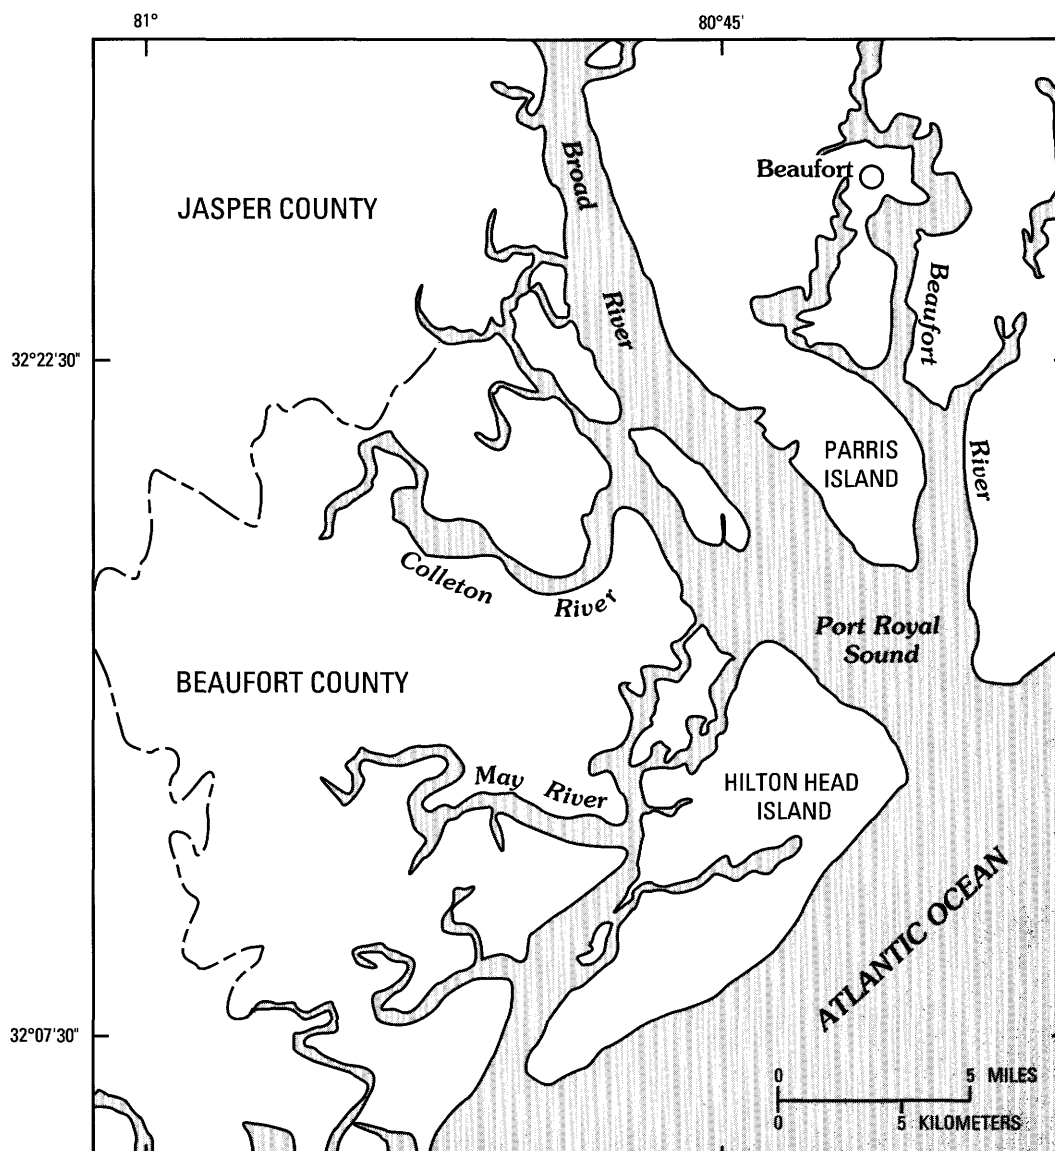 81°
80°45'
Broad
Beaufort
JASPER COUNTY
Beaufort
River
32°22'30"
PARRIS
ISLAND
River
Colleton
River
Port Royal
Sound
BEAUFORT COUNTY
May River
HILTON HEAD
ISLAND
ATLANTIC OCEAN
32°07'30"
0 5 MILES
0 5 KILOMETERS